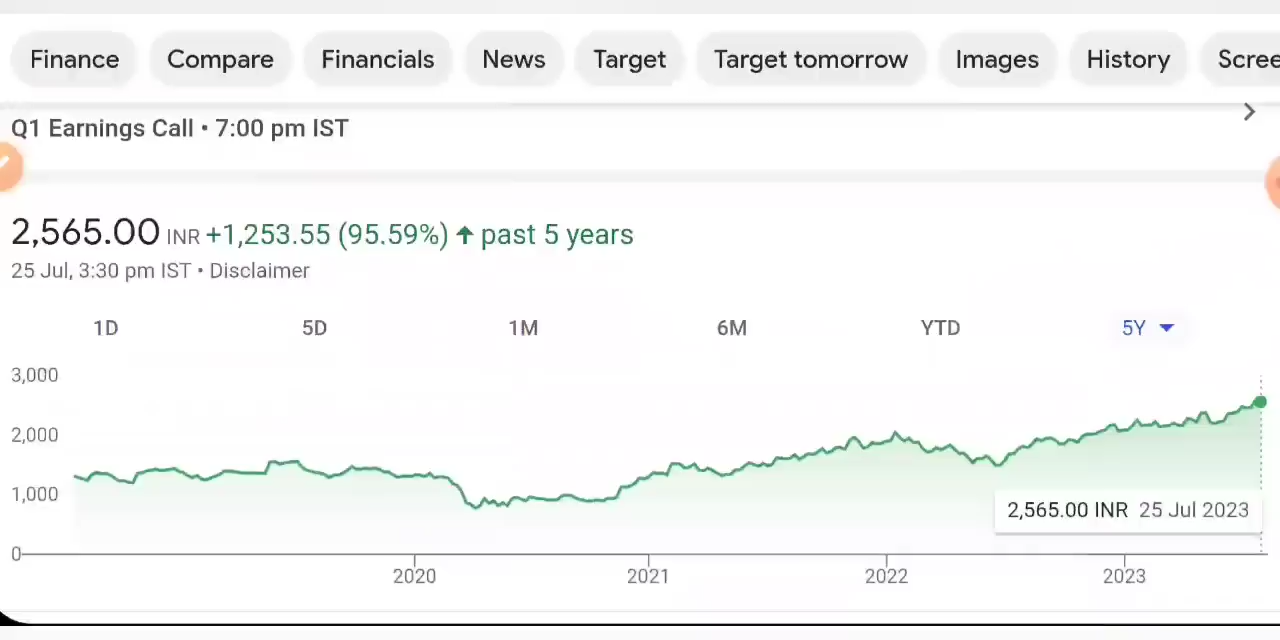 Finance Compare Financials News Target Target tomorrow Images History Scree
Q1 Earnings Call • 7:00 pm IST
2,565.00 INR +1,253.55 (95.59%) ↑ past 5 years
25 Jul, 3:30 pm IST • Disclaimer
1D 5D 1M 6M YTD 5Y
3,000
2,000
1,000
2,565.00 INR 25 Jul 2023
0
2020 2021 2022 2023